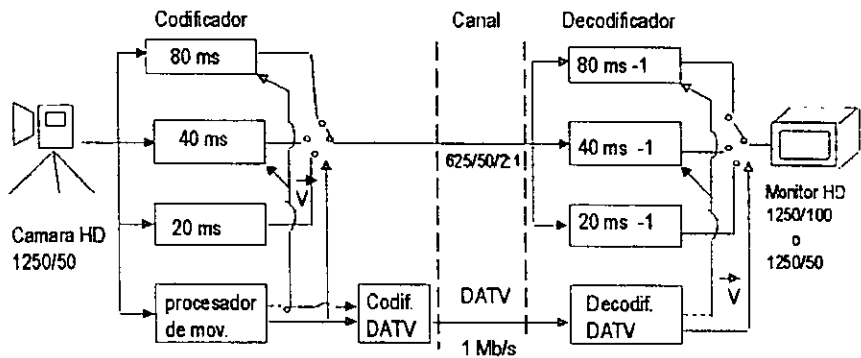 Codificador
Canal
Decodificador
80 ms
80 ms -1
40 ms
40 ms -1
625/50/2:1
V
20 ms
20 ms -1
Camara HD
1250/50
Monitor HD
1250/100
o
1250/50
V
procesador
de mov.
Codif.
DATV
DATV
1 Mb/s
Decodif.
DATV